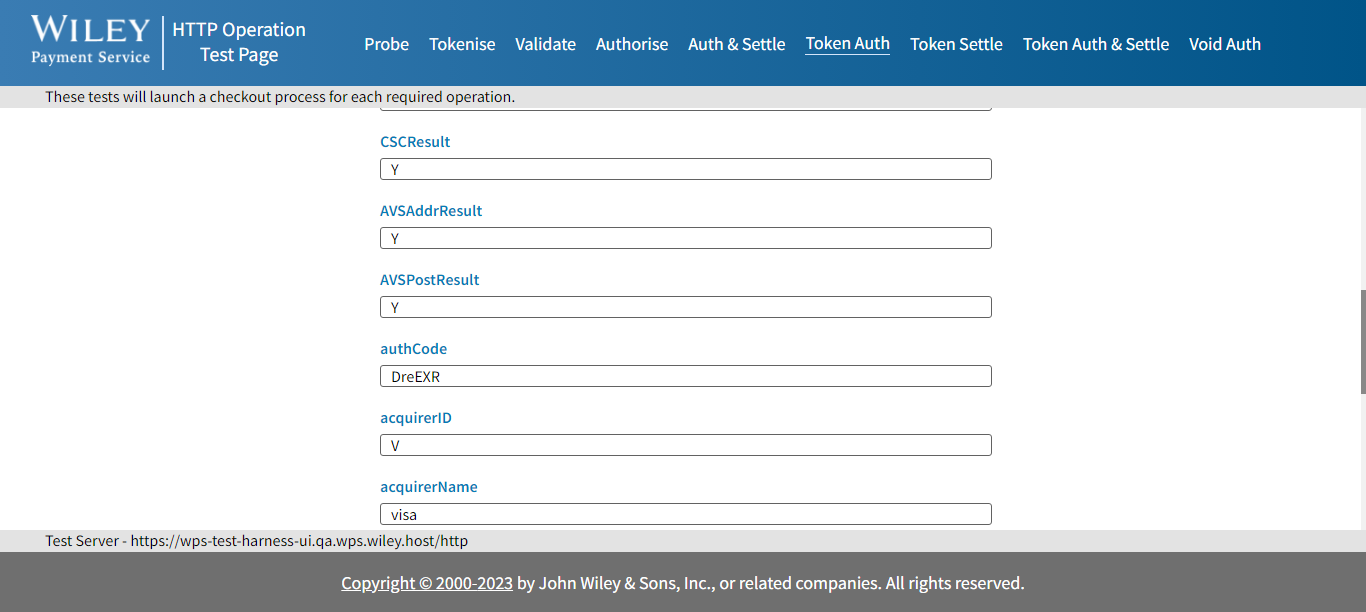 WILEY
Payment Service
HTTP Operation
Test Page
Probe Tokenise Validate Authorise Auth & Settle Token Auth Token Settle Token Auth & Settle Void Auth
These tests will launch a checkout process for each required operation.
CSCResult
Y
AVSAddrResult
Y
AVSPostResult
Y
authCode
DreEXR
acquirerID
V
acquirerName
visa
Test Server - https://wps-test-harness-ui.qa.wps.wiley.host/http
Copyright © 2000-2023 by John Wiley & Sons, Inc., or related companies. All rights reserved.